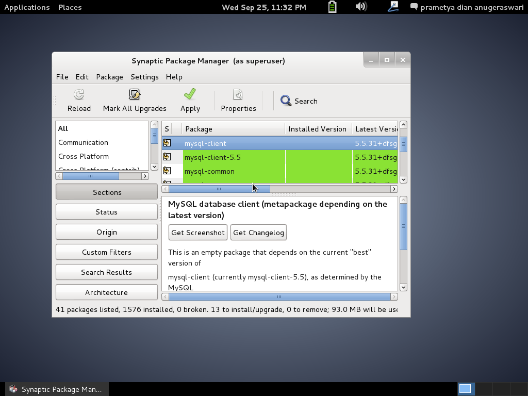 Applications Places Wed Sep 25, 11:32 PM prametya dian anugeraswari
Synaptic Package Manager (as superuser)
File Edit Package Settings Help
Reload Mark All Upgrades Apply Properties Search
All
Communication
Cross Platform
S Package Installed Version Latest Versi
mysql-client 5.5.31+dfsg
mysql-client-5.5 5.5.31+dfsg
mysql-common 5.5.31+dfsg
Sections
Status
Origin
Custom Filters
Search Results
Architecture
MySQL database client (metapackage depending on the
latest version)
Get Screenshot Get Changelog
This is an empty package that depends on the current "best"
version of
mysql-client (currently mysql-client-5.5), as determined by the
MySQL
41 packages listed, 1576 installed, 0 broken. 13 to install/upgrade, 0 to remove; 93.0 MB will be use
Synaptic Package Man...